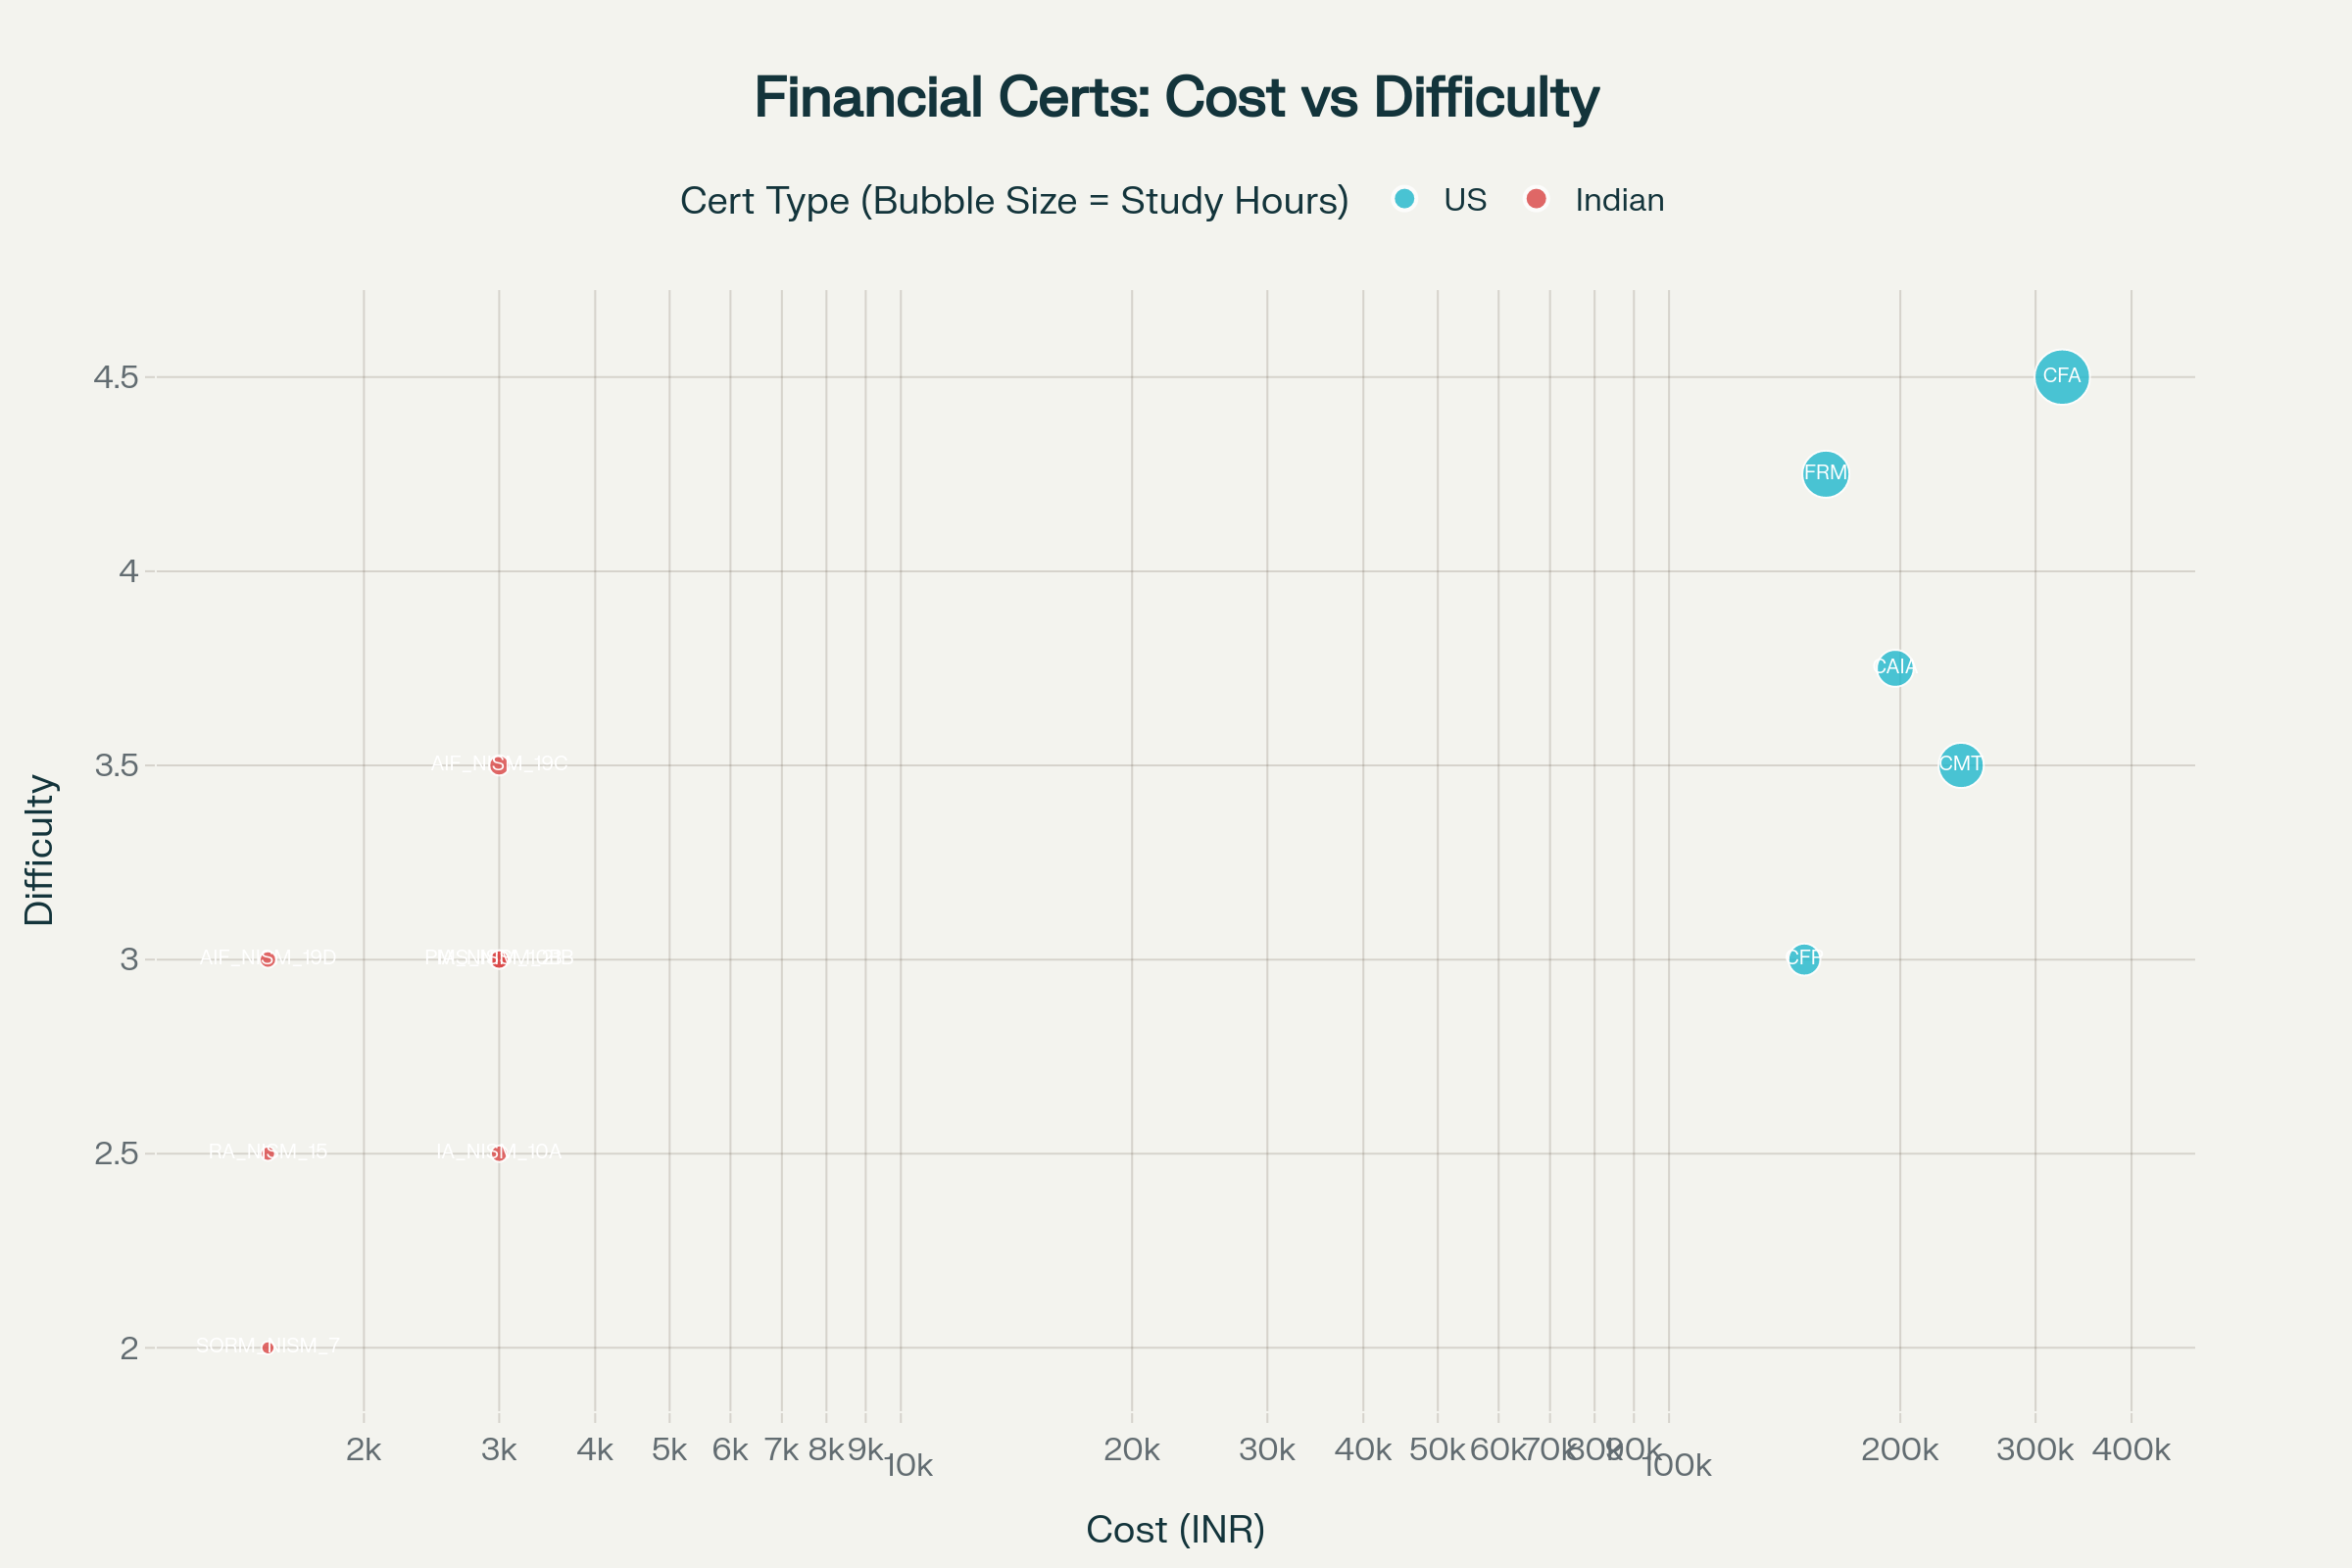 Financial Certs: Cost vs Difficulty
Cert Type (Bubble Size = Study Hours) US Indian
4.5
CFA
FRM
4
CAIA
3.5
AIF_NISM_19C
CMT
Difficulty
3
AIF_NISM_19D
CFP
2.5
RA_NISM_15
IA_NISM_10A
2
SORM_NISM_7
2k 3k 4k 5k 6k 7k 8k 9k 10k 20k 30k 40k 50k 60k 70k 80k 90k 100k 200k 300k 400k
Cost (INR)